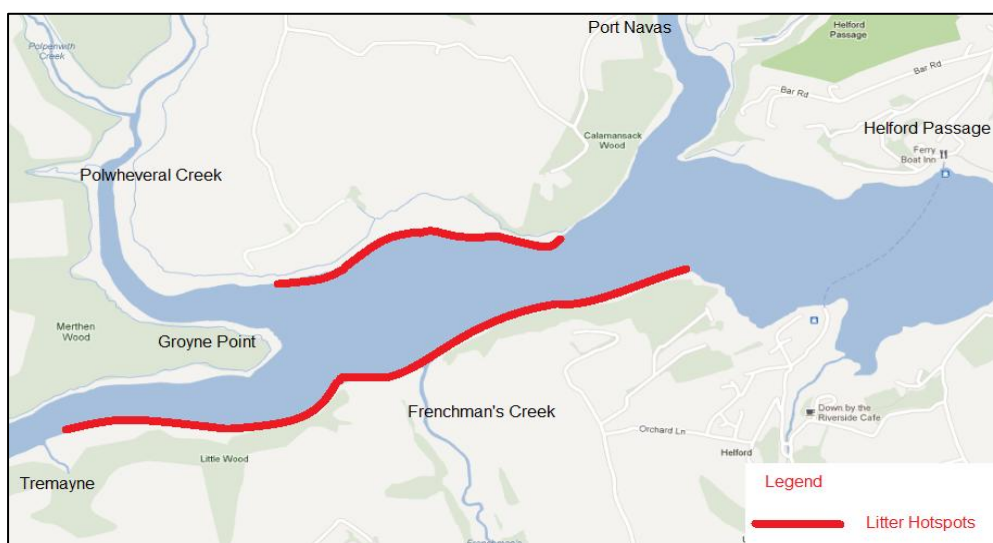 Port Navas
Helford
Passage
Polpenwith
Creek
Bar Rd
Bar Rd
Calamansack
Wood
Helford Passage
Ferry
Boat Inn
Polwheveral Creek
Merthen
Wood
Groyne Point
Frenchman's Creek
Down by the
Riverside Cafe
Orchard Ln
Helford
Little Wood
Tremayne
Legend
Litter Hotspots
Frenchman's